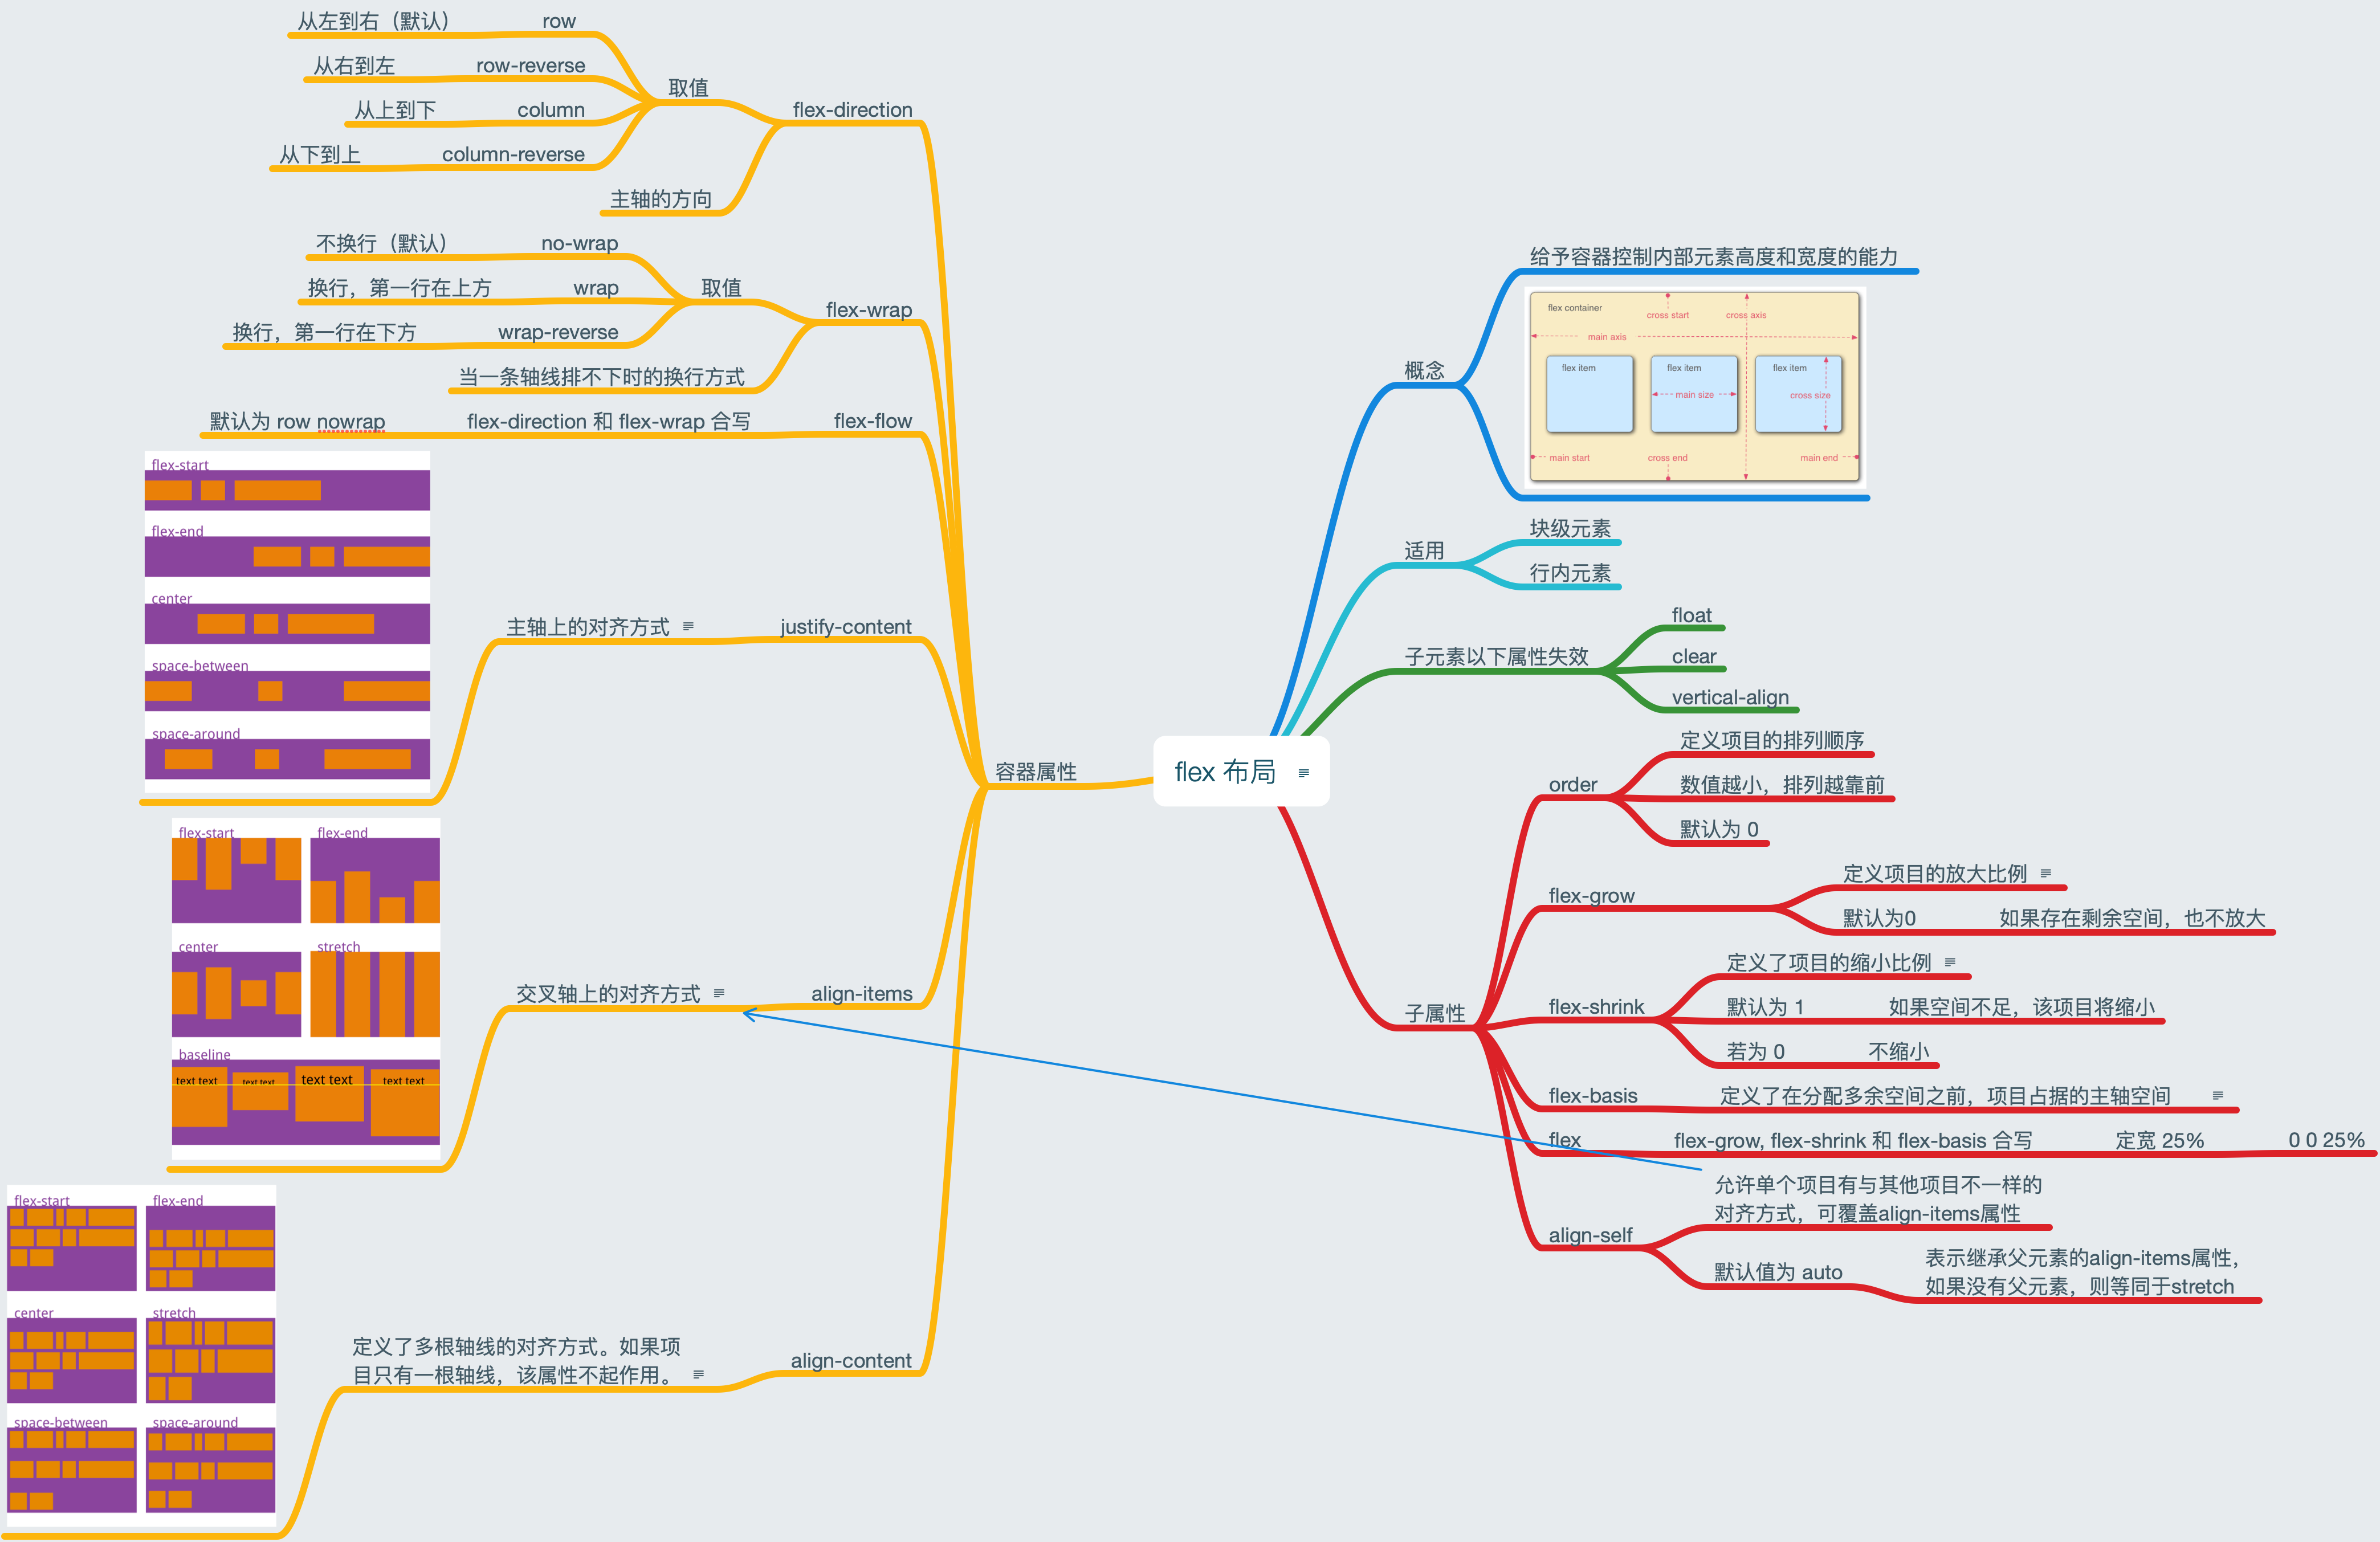 flex 布局
容器属性
flex-direction
取值
row
从左到右（默认）
row-reverse
从右到左
column
从上到下
column-reverse
从下到上
主轴的方向
flex-wrap
取值
no-wrap
不换行（默认）
wrap
换行，第一行在上方
wrap-reverse
换行，第一行在下方
当一条轴线排不下时的换行方式
flex-flow
flex-direction 和 flex-wrap 合写
默认为 row nowrap
justify-content
主轴上的对齐方式
flex-start
flex-end
center
space-between
space-around
align-items
交叉轴上的对齐方式
flex-start
flex-end
center
stretch
baseline
text text
text text
text text
text text
align-content
定义了多根轴线的对齐方式。如果项
目只有一根轴线，该属性不起作用。
flex-start
flex-end
center
stretch
space-between
space-around
概念
给予容器控制内部元素高度和宽度的能力
flex container
cross start
cross axis
main axis
flex item
flex item
flex item
main size
cross size
main start
cross end
main end
适用
块级元素
行内元素
子元素以下属性失效
float
clear
vertical-align
子属性
order
定义项目的排列顺序
数值越小，排列越靠前
默认为 0
flex-grow
定义项目的放大比例
默认为0
如果存在剩余空间，也不放大
flex-shrink
定义了项目的缩小比例
默认为 1
如果空间不足，该项目将缩小
若为 0
不缩小
flex-basis
定义了在分配多余空间之前，项目占据的主轴空间
flex
flex-grow, flex-shrink 和 flex-basis 合写
定宽 25%
0 0 25%
align-self
允许单个项目有与其他项目不一样的
对齐方式，可覆盖align-items属性
默认值为 auto
表示继承父元素的align-items属性，
如果没有父元素，则等同于stretch